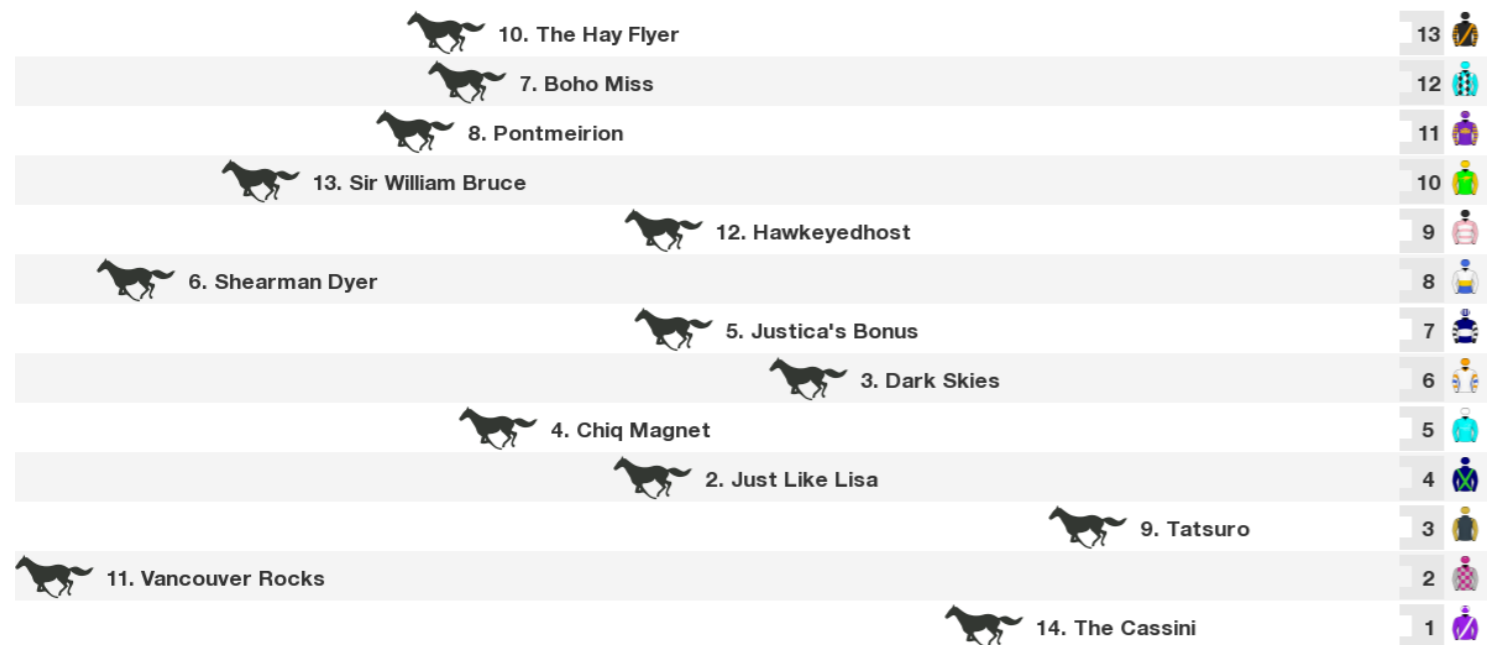 10. The Hay Flyer 13
7. Boho Miss 12
8. Pontmeirion 11
13. Sir William Bruce 10
12. Hawkeyedhost 9
6. Shearman Dyer 8
5. Justica's Bonus 7
3. Dark Skies 6
4. Chiq Magnet 5
2. Just Like Lisa 4
9. Tatsuro 3
11. Vancouver Rocks 2
14. The Cassini 1